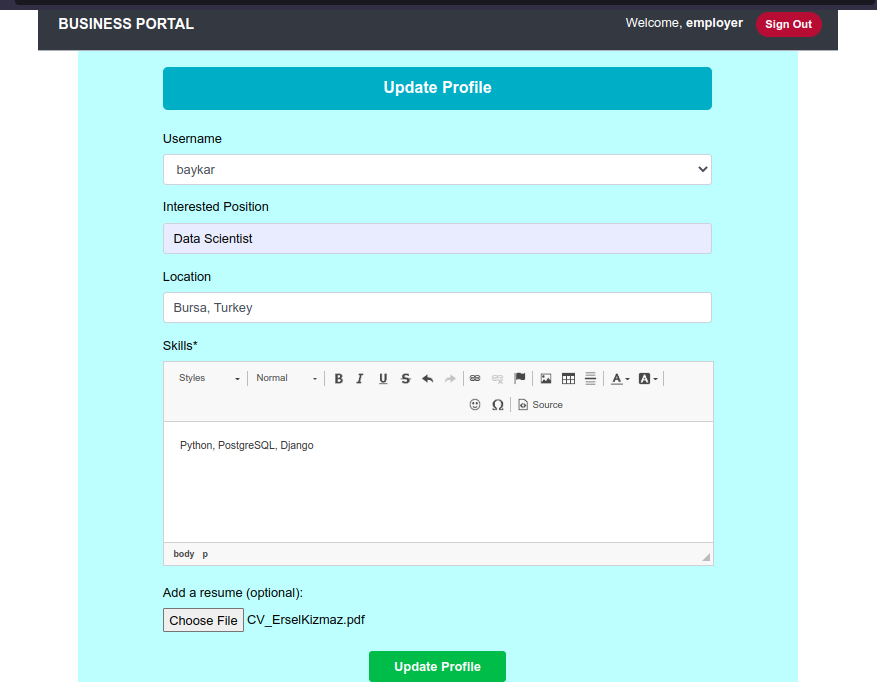 BUSINESS PORTAL
Welcome, employer Sign Out
Update Profile
Username
baykar
Interested Position
Data Scientist
Location
Bursa, Turkey
Skills*
Styles Normal B I U S A A
Ω Source
Python, PostgreSQL, Django
body p
Add a resume (optional):
Choose File CV_ErselKizmaz.pdf
Update Profile